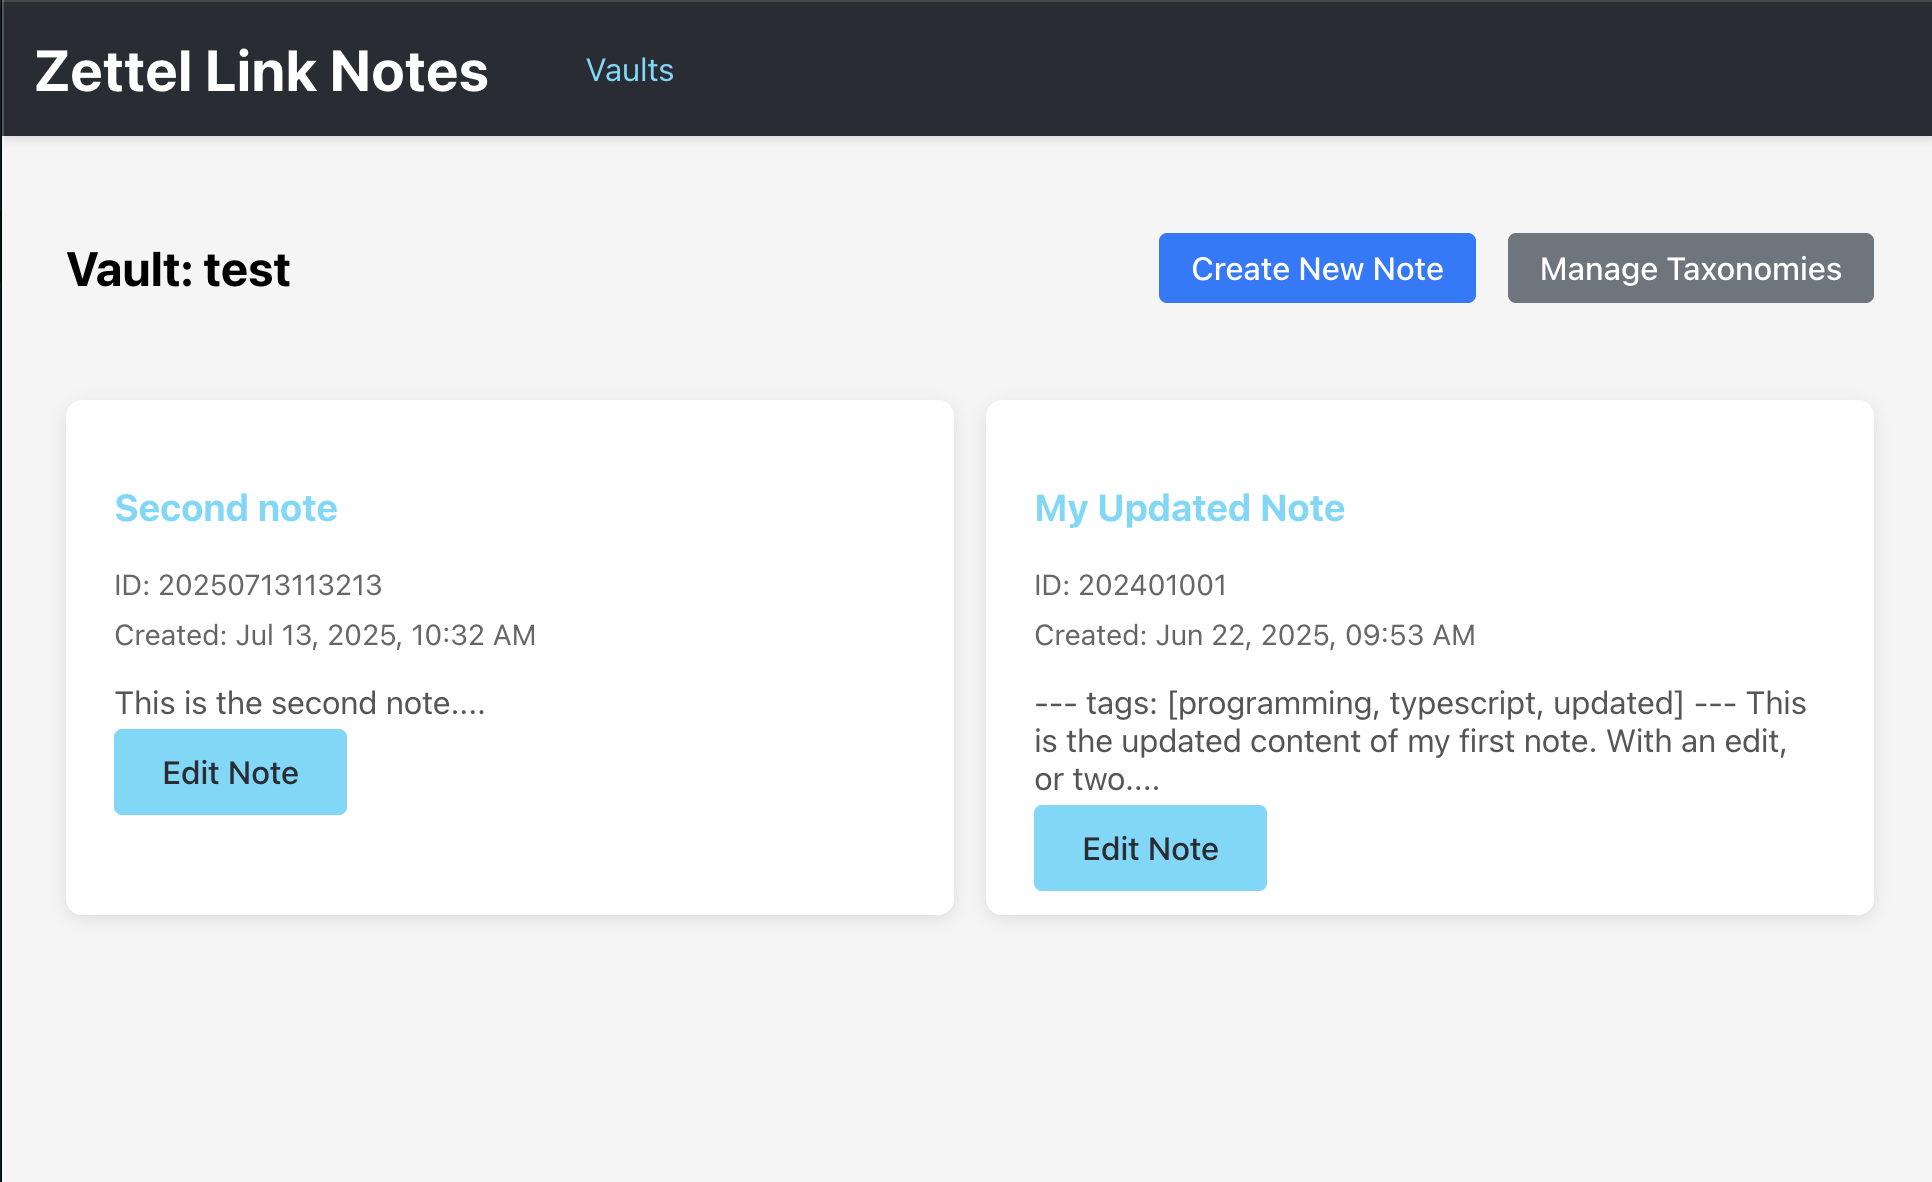 Zettel Link Notes
Vaults
Vault: test
Create New Note
Manage Taxonomies
Second note
ID: 20250713113213
Created: Jul 13, 2025, 10:32 AM
This is the second note....
Edit Note
My Updated Note
ID: 202401001
Created: Jun 22, 2025, 09:53 AM
--- tags: [programming, typescript, updated] --- This
is the updated content of my first note. With an edit,
or two....
Edit Note